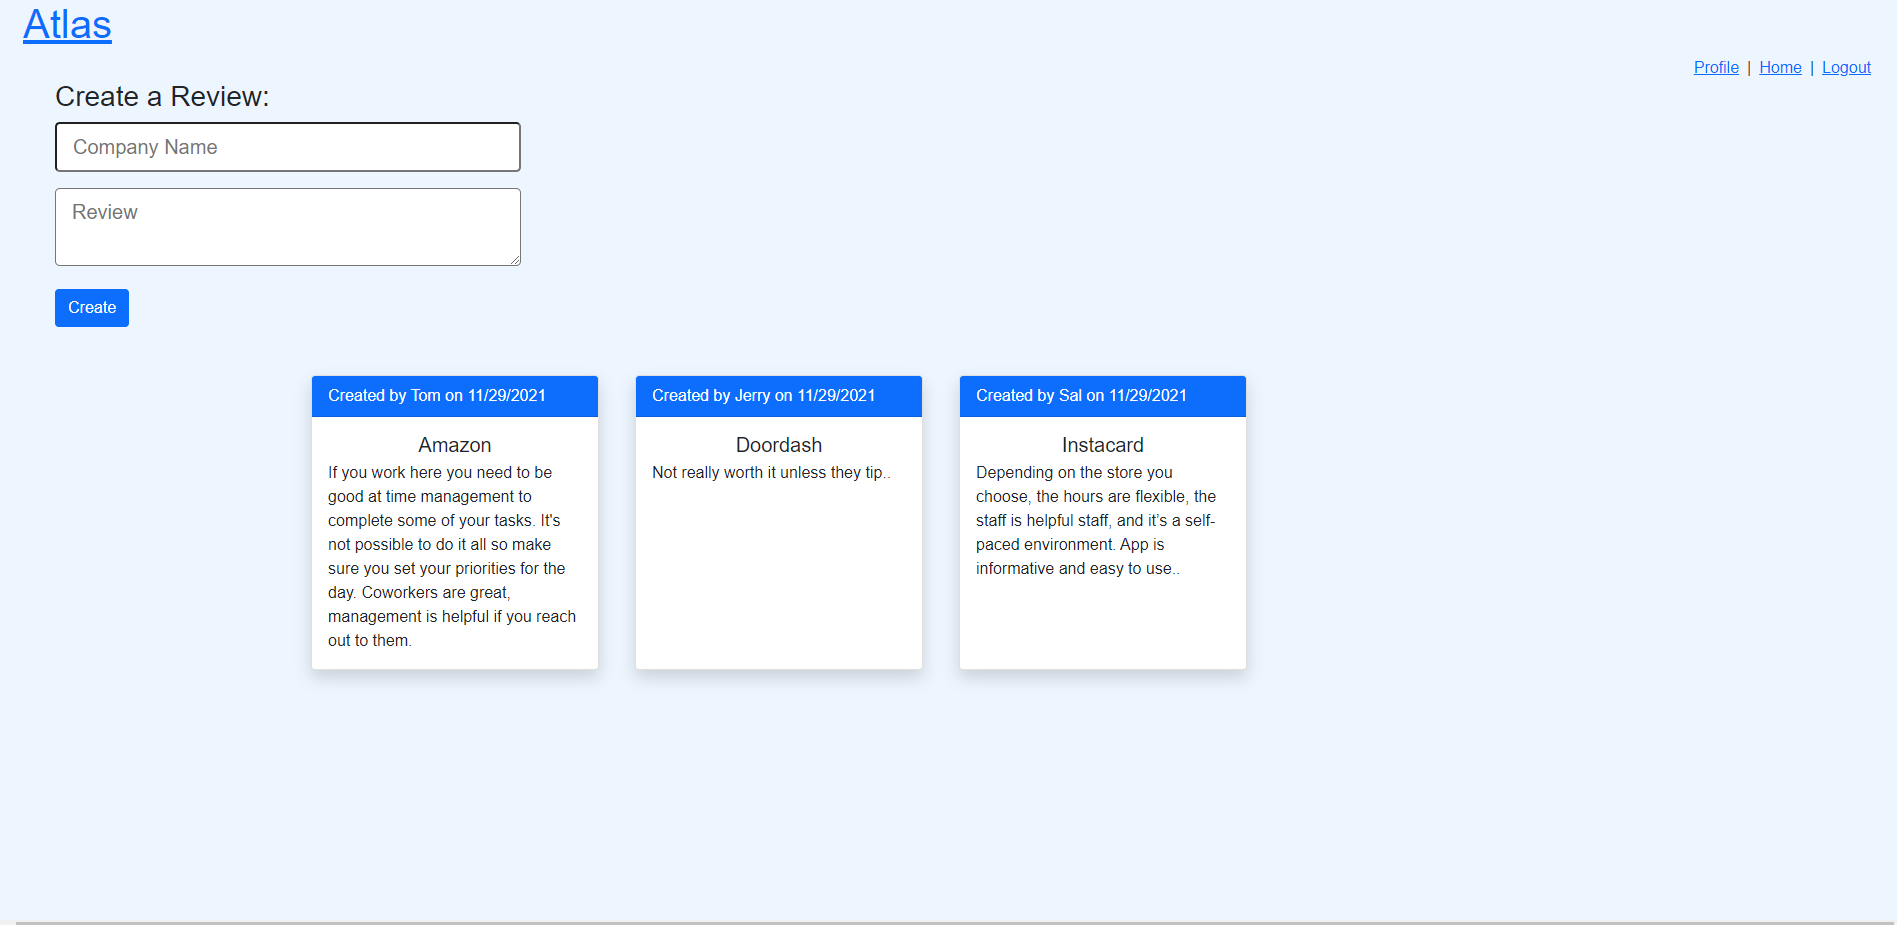 Atlas
Profile | Home | Logout
Create a Review:
Company Name
Review
Create
Created by Tom on 11/29/2021
Amazon
If you work here you need to be
good at time management to
complete some of your tasks. It's
not possible to do it all so make
sure you set your priorities for the
day. Coworkers are great,
management is helpful if you reach
out to them.
Created by Jerry on 11/29/2021
Doordash
Not really worth it unless they tip..
Created by Sal on 11/29/2021
Instacard
Depending on the store you
choose, the hours are flexible, the
staff is helpful staff, and it’s a self-
paced environment. App is
informative and easy to use..